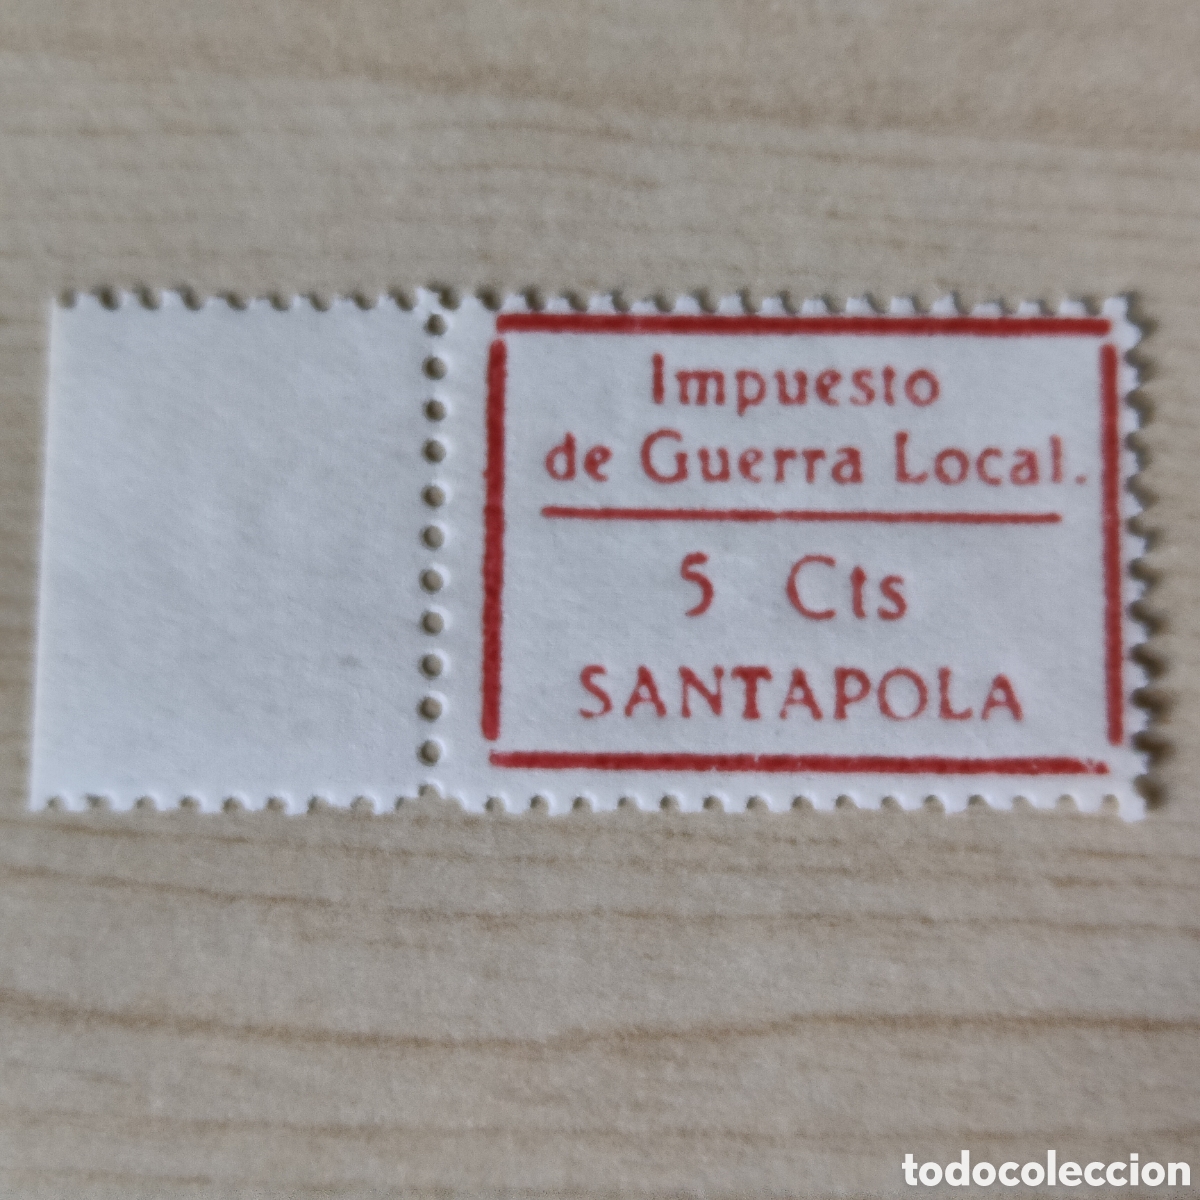 Impuesto
de Guerra Local.
5 Cts
SANTAPOLA
todocoleccion